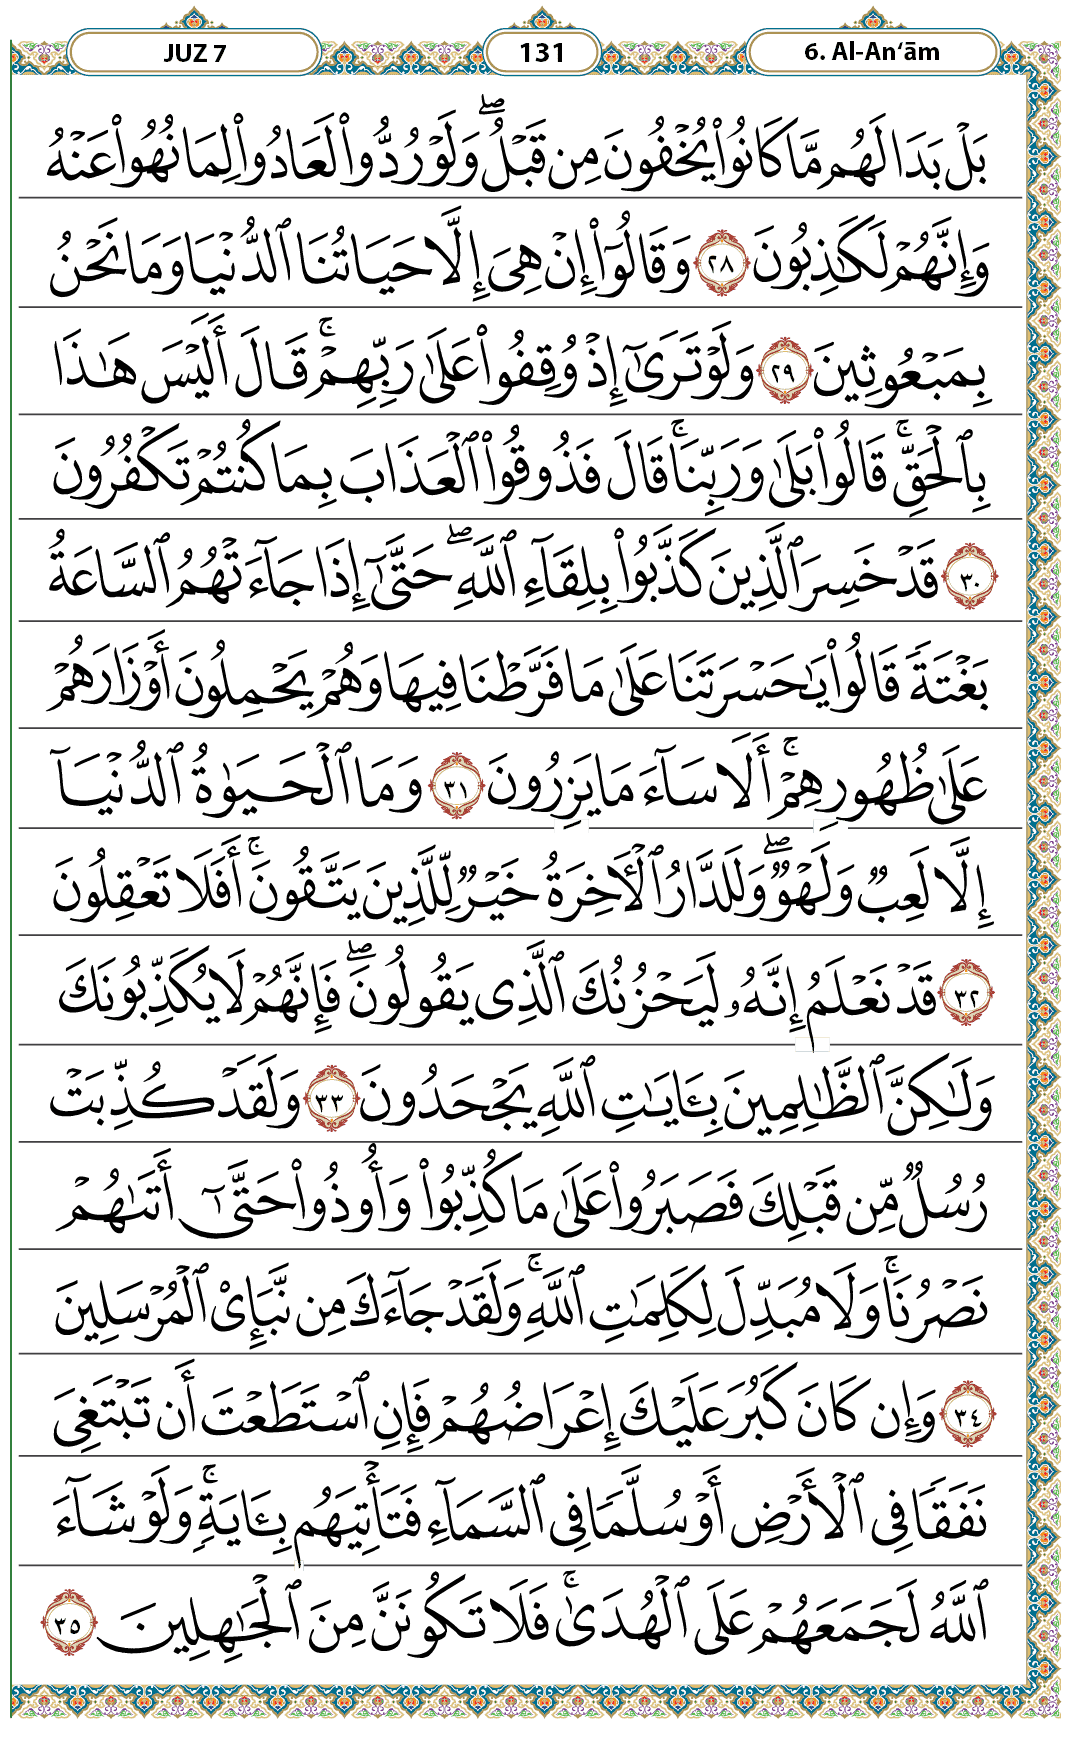 JUZ 7 131 6. Al-An‘ām
بَلْ بَدَا لَهُم مَّا كَانُوا۟ يُخْفُونَ مِن قَبْلُ ۖ وَلَوْ رُدُّوا۟ لَعَادُوا۟ لِمَا نُهُوا۟ عَنْهُ
وَإِنَّهُمْ لَكَـٰذِبُونَ ٢٨ وَقَالُوٓا۟ إِنْ هِىَ إِلَّا حَيَاتُنَا ٱلدُّنْيَا وَمَا نَحْنُ
بِمَبْعُوثِينَ ٢٩ وَلَوْ تَرَىٰٓ إِذْ وُقِفُوا۟ عَلَىٰ رَبِّهِمْ ۚ قَالَ أَلَيْسَ هَـٰذَا
بِٱلْحَقِّ ۚ قَالُوا۟ بَلَىٰ وَرَبِّنَا ۚ قَالَ فَذُوقُوا۟ ٱلْعَذَابَ بِمَا كُنتُمْ تَكْفُرُونَ
٣٠ قَدْ خَسِرَ ٱلَّذِينَ كَذَّبُوا۟ بِلِقَآءِ ٱللَّهِ ۖ حَتَّىٰٓ إِذَا جَآءَتْهُمُ ٱلسَّاعَةُ
بَغْتَةً قَالُوا۟ يَـٰحَسْرَتَنَا عَلَىٰ مَا فَرَّطْنَا فِيهَا وَهُمْ يَحْمِلُونَ أَوْزَارَهُمْ
عَلَىٰ ظُهُورِهِمْ ۚ أَلَا سَآءَ مَا يَزِرُونَ ٣١ وَمَا ٱلْحَيَوٰةُ ٱلدُّنْيَآ
إِلَّا لَعِبٌ وَلَهْوٌ ۖ وَلَلدَّارُ ٱلْـَٔاخِرَةُ خَيْرٌ لِّلَّذِينَ يَتَّقُونَ ۚ أَفَلَا تَعْقِلُونَ
٣٢ قَدْ نَعْلَمُ إِنَّهُۥ لَيَحْزُنُكَ ٱلَّذِى يَقُولُونَ ۖ فَإِنَّهُمْ لَا يُكَذِّبُونَكَ
وَلَـٰكِنَّ ٱلظَّـٰلِمِينَ بِـَٔايَـٰتِ ٱللَّهِ يَجْحَدُونَ ٣٣ وَلَقَدْ كُذِّبَتْ
رُسُلٌ مِّن قَبْلِكَ فَصَبَرُوا۟ عَلَىٰ مَا كُذِّبُوا۟ وَأُوذُوا۟ حَتَّىٰٓ أَتَىٰهُمْ
نَصْرُنَا ۚ وَلَا مُبَدِّلَ لِكَلِمَـٰتِ ٱللَّهِ ۚ وَلَقَدْ جَآءَكَ مِن نَّبَإِى۟ ٱلْمُرْسَلِينَ
٣٤ وَإِن كَانَ كَبُرَ عَلَيْكَ إِعْرَاضُهُمْ فَإِنِ ٱسْتَطَعْتَ أَن تَبْتَغِىَ
نَفَقًا فِى ٱلْأَرْضِ أَوْ سُلَّمًا فِى ٱلسَّمَآءِ فَتَأْتِيَهُم بِـَٔايَةٍ ۚ وَلَوْ شَآءَ
ٱللَّهُ لَجَمَعَهُمْ عَلَى ٱلْهُدَىٰ ۚ فَلَا تَكُونَنَّ مِنَ ٱلْجَـٰهِلِينَ ٣٥